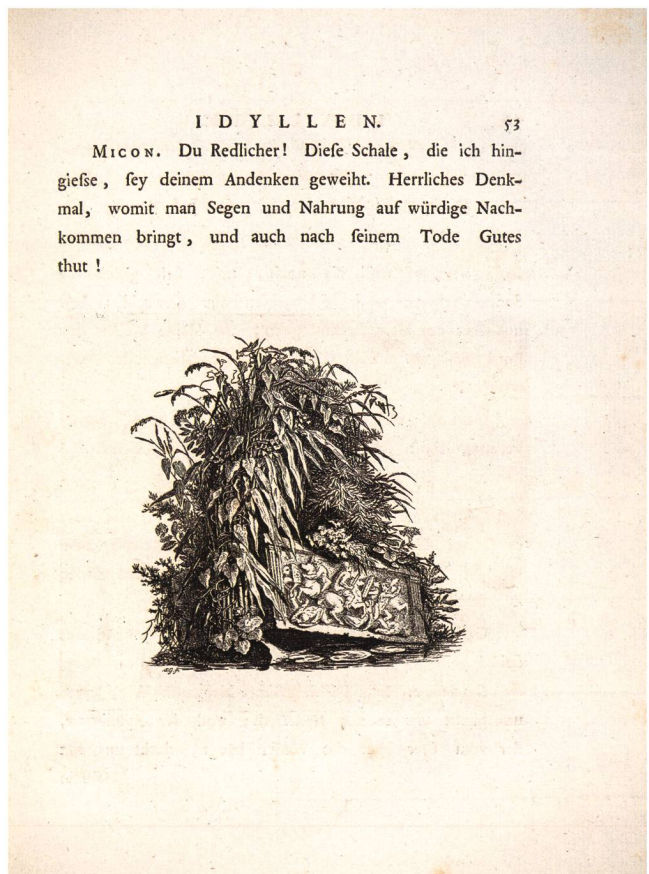 IDYLLEN. 53
MICON. Du Redlicher! Dieſe Schale, die ich hin-
gieſse, ſey deinem Andenken geweiht. Herrliches Denk-
mal, womit man Segen und Nahrung auf würdige Nach-
kommen bringt, und auch nach ſeinem Tode Gutes
thut!